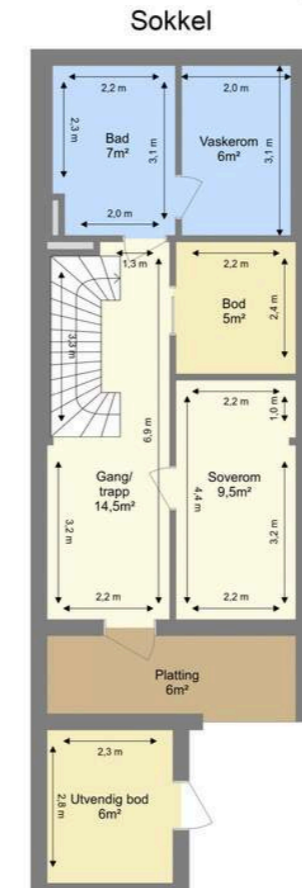 Sokkel
2,2 m
2,0 m
2,3 m
Bad
7m²
3,1 m
Vaskerom
6m²
3,1 m
2,0 m
1,3 m
2,2 m
3,3 m
Bod
5m²
2,4 m
6,6 m
2,2 m
1,0 m
Gang/
trapp
14,5m²
Soverom
9,5m²
3,2 m
4,4 m
3,2 m
2,2 m
2,2 m
Platting
6m²
2,3 m
2,8 m
Utvendig bod
6m²